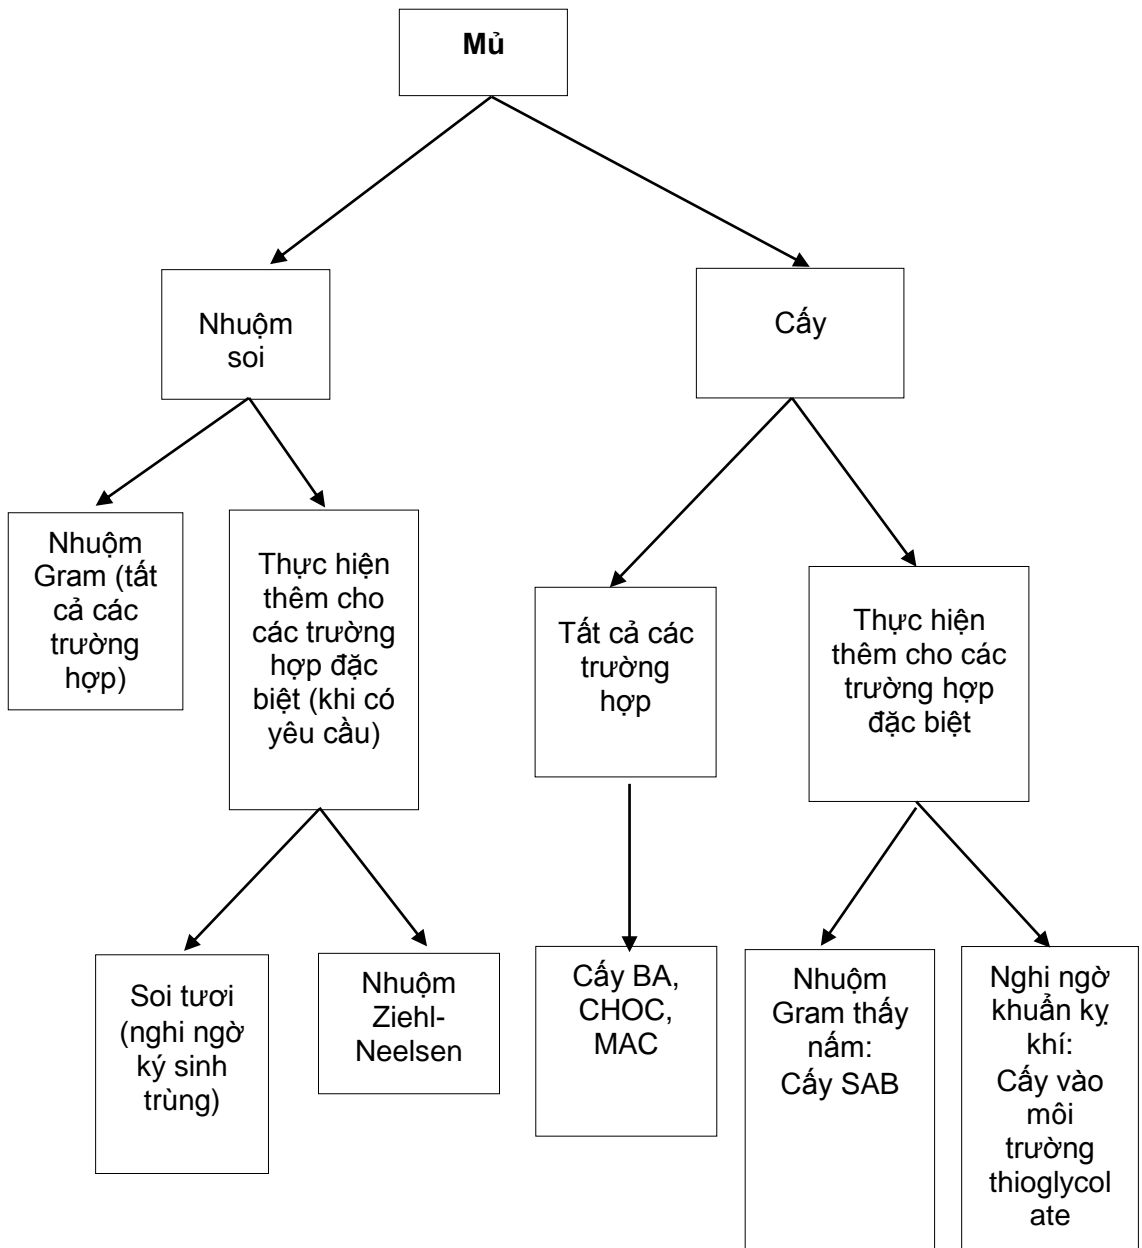 Mủ
Nhuộm
soi
Cấy
Nhuộm
Gram (tất
cả các
trường
hợp)
Thực hiện
thêm cho
các trường
hợp đặc
biệt (khi có
yêu cầu)
Tất cả các
trường
hợp
Thực hiện
thêm cho các
trường hợp
đặc biệt
Soi tươi
(nghi ngờ
ký sinh
trùng)
Nhuộm
Ziehl-
Neelsen
Cấy BA,
CHOC,
MAC
Nhuộm
Gram thấy
nấm:
Cấy SAB
Nghi ngờ
khuẩn kỵ
khí:
Cấy vào
môi
trường
thioglycol
ate